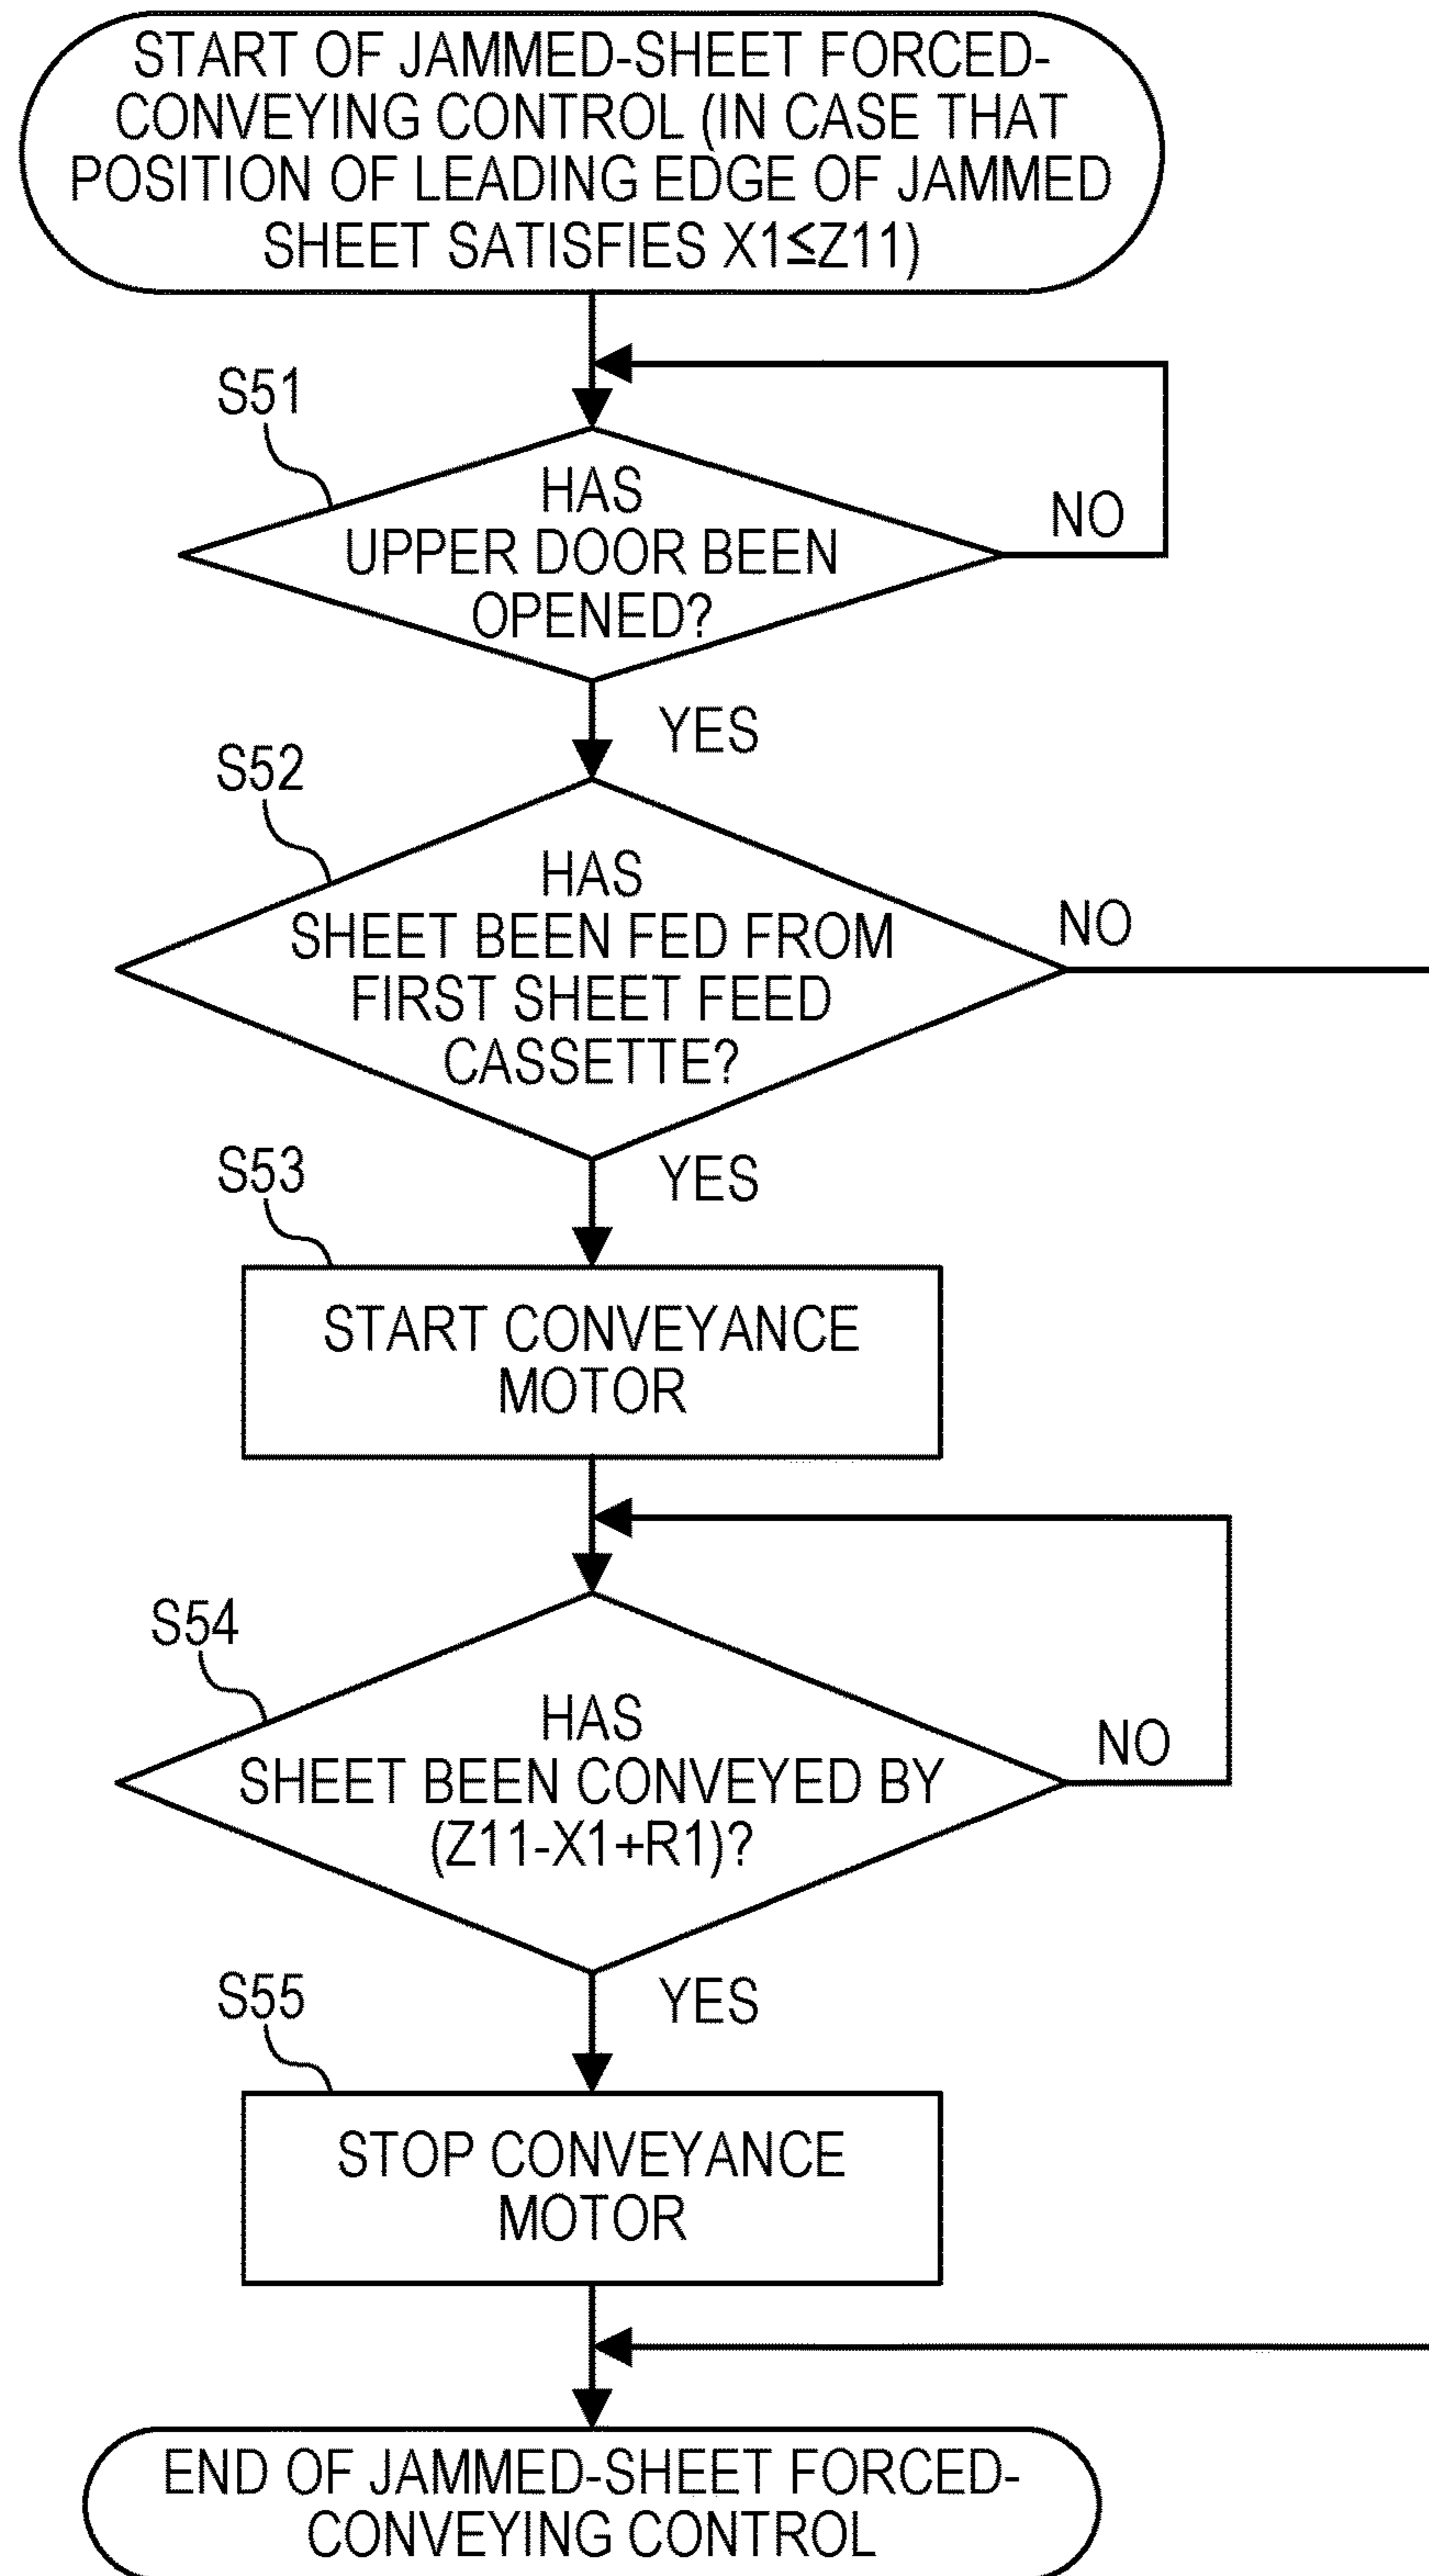 START OF JAMMED-SHEET FORCED-
CONVEYING CONTROL (IN CASE THAT
POSITION OF LEADING EDGE OF JAMMED
SHEET SATISFIES X1≤Z11)
S51
HAS
UPPER DOOR BEEN
OPENED?
NO
YES
S52
HAS
SHEET BEEN FED FROM
FIRST SHEET FEED
CASSETTE?
NO
YES
S53
START CONVEYANCE
MOTOR
S54
HAS
SHEET BEEN CONVEYED BY
(Z11-X1+R1)?
NO
YES
S55
STOP CONVEYANCE
MOTOR
END OF JAMMED-SHEET FORCED-
CONVEYING CONTROL